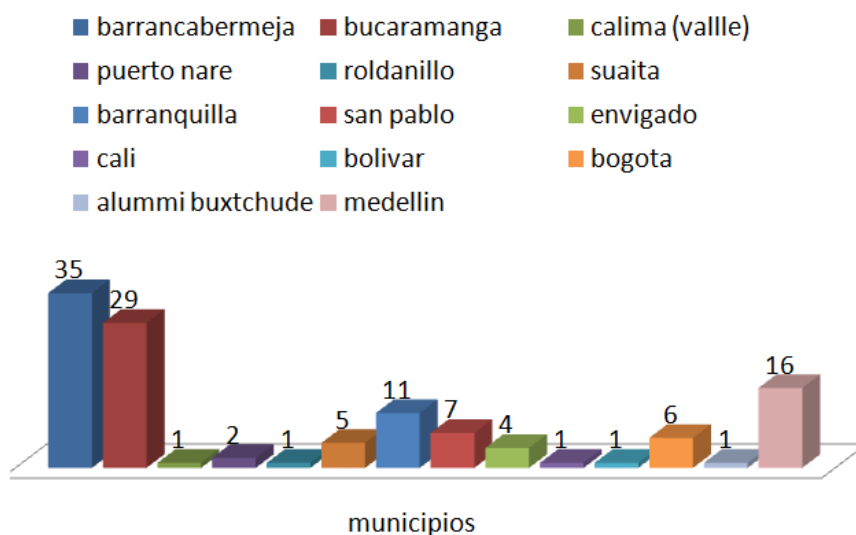 barrancabermeja bucaramanga calima (vallle)
puerto nare roldanillo suaita
barranquilla san pablo envigado
cali bolivar bogota
alummi buxtchude medellin
35
29
1
2
1
5
11
7
4
1
1
6
1
16
municipios